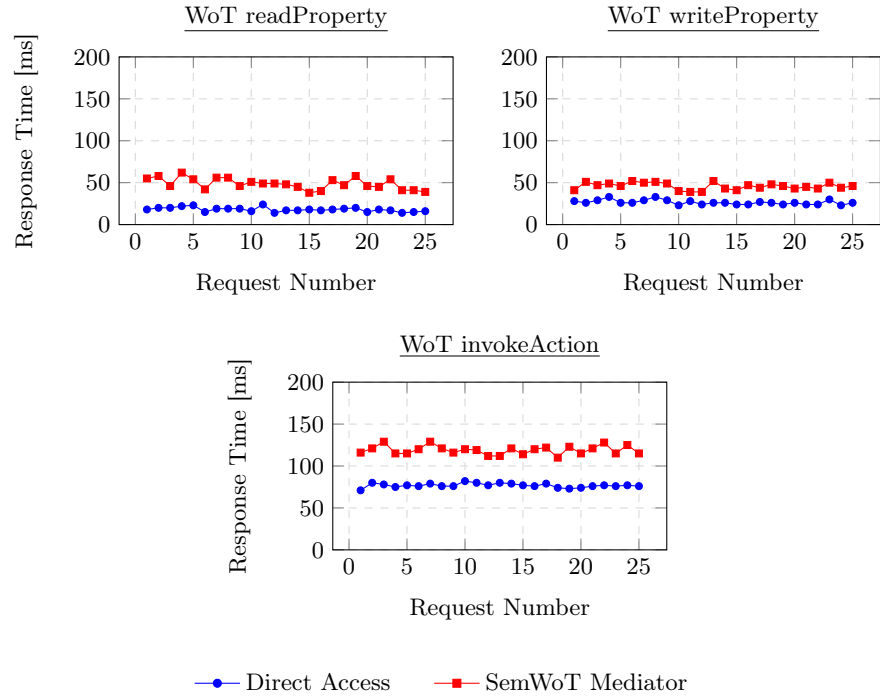 WoT readProperty
Response Time [ms]
200
150
100
50
0
0 5 10 15 20 25
Request Number
WoT writeProperty
200
150
100
50
0
0 5 10 15 20 25
Request Number
WoT invokeAction
Response Time [ms]
200
150
100
50
0
0 5 10 15 20 25
Request Number
Direct Access SemWoT Mediator